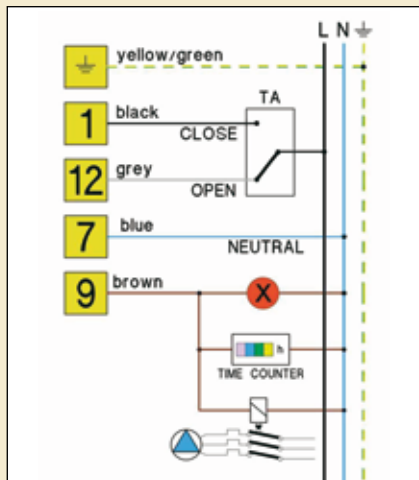 L N
yellow/green
TA
1 black
CLOSE
12 grey
OPEN
7 blue
NEUTRAL
9 brown
X
h
TIME COUNTER